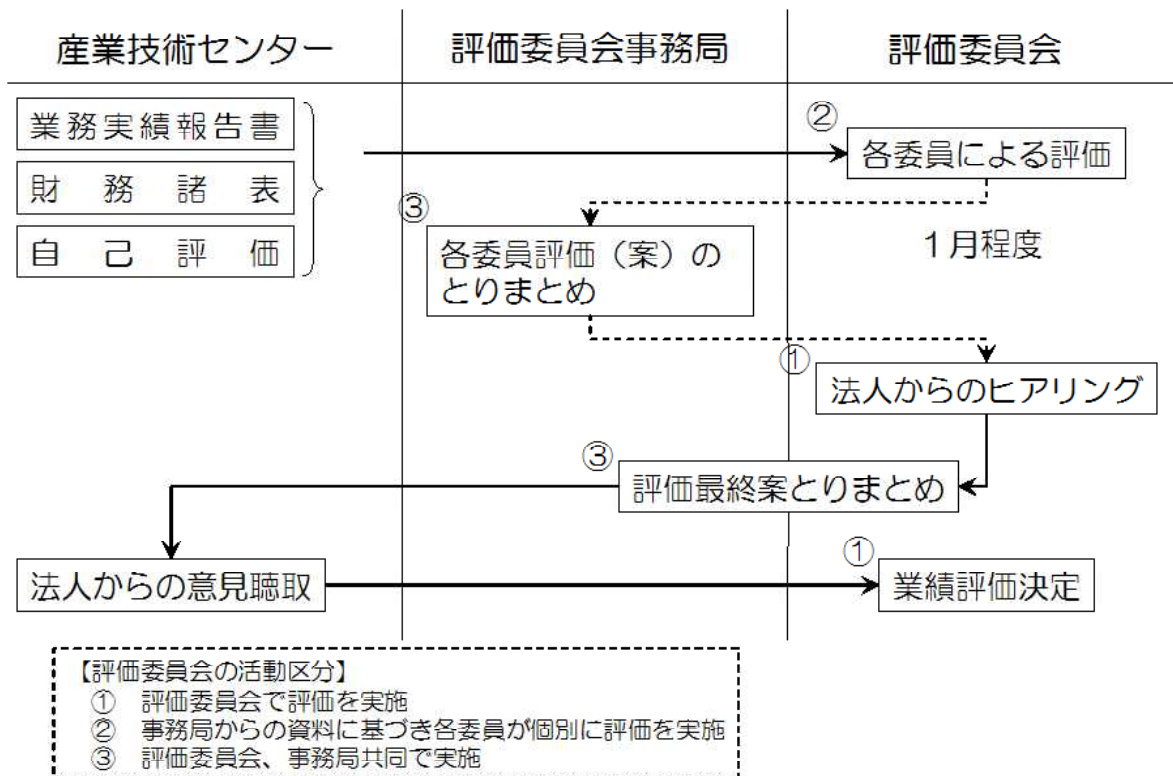 産業技術センター
評価委員会事務局
評価委員会
業務実績報告書
財務諸表
自己評価
②
各委員による評価
③
各委員評価（案）の
とりまとめ
１月程度
①
法人からのヒアリング
③
評価最終案とりまとめ
法人からの意見聴取
①
業績評価決定
【評価委員会の活動区分】
① 評価委員会で評価を実施
② 事務局からの資料に基づき各委員が個別に評価を実施
③ 評価委員会、事務局共同で実施